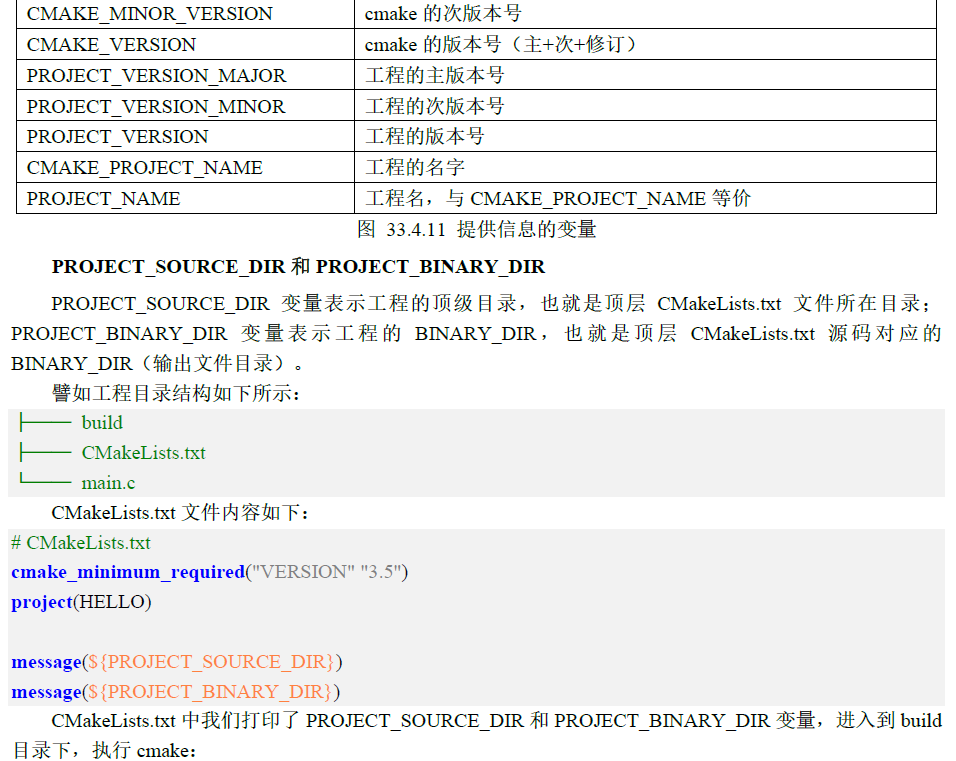 CMAKE_MINOR_VERSION cmake 的次版本号
CMAKE_VERSION cmake 的版本号（主+次+修订）
PROJECT_VERSION_MAJOR 工程的主版本号
PROJECT_VERSION_MINOR 工程的次版本号
PROJECT_VERSION 工程的版本号
CMAKE_PROJECT_NAME 工程的名字
PROJECT_NAME 工程名，与 CMAKE_PROJECT_NAME 等价
图 33.4.11 提供信息的变量
PROJECT_SOURCE_DIR 和 PROJECT_BINARY_DIR
PROJECT_SOURCE_DIR 变量表示工程的顶级目录，也就是顶层 CMakeLists.txt 文件所在目录；
PROJECT_BINARY_DIR 变量表示工程的 BINARY_DIR，也就是顶层 CMakeLists.txt 源码对应的
BINARY_DIR（输出文件目录）。
譬如工程目录结构如下所示：
├── build
├── CMakeLists.txt
└── main.c
CMakeLists.txt 文件内容如下：
# CMakeLists.txt
cmake_minimum_required("VERSION" "3.5")
project(HELLO)
message(${PROJECT_SOURCE_DIR})
message(${PROJECT_BINARY_DIR})
CMakeLists.txt 中我们打印了 PROJECT_SOURCE_DIR 和 PROJECT_BINARY_DIR 变量，进入到 build
目录下，执行 cmake：